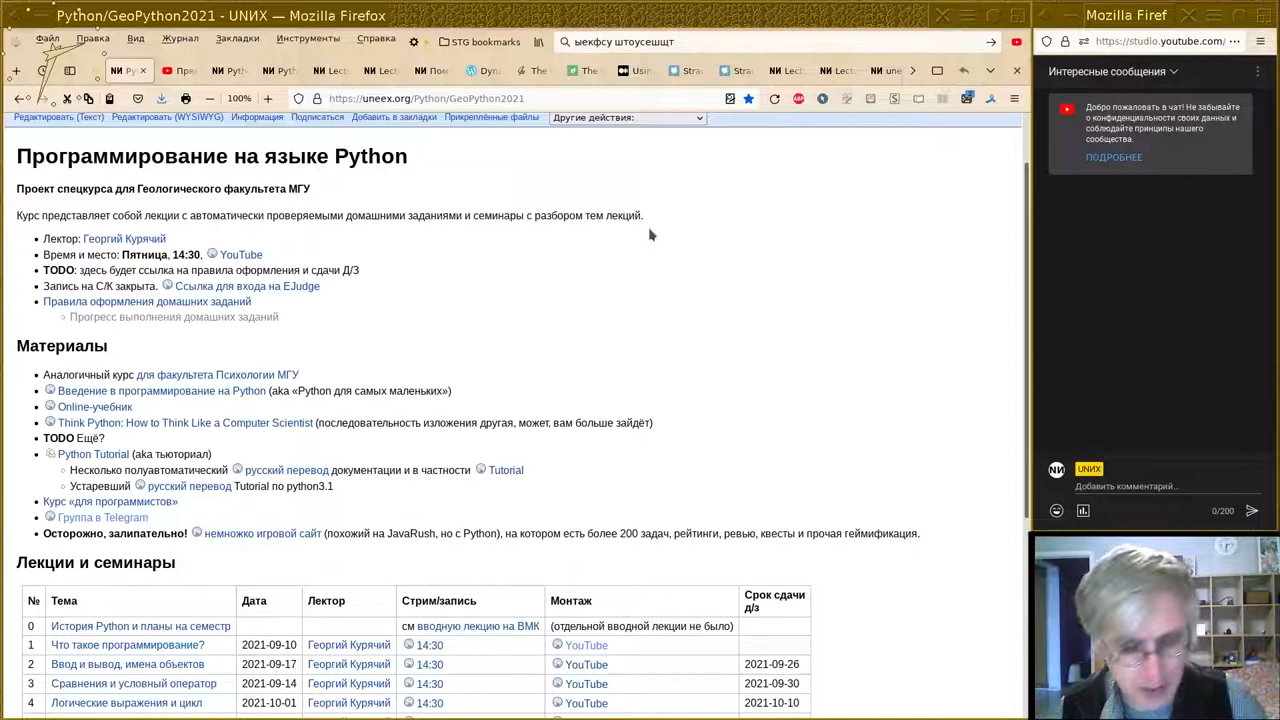 Python/GeoPython2021 - UNИX — Mozilla Firefox
Mozilla Firef
Файл Правка Вид Журнал Закладки Инструменты Справка
STG bookmarks
ыекфсу штоусешщт
https://studio.youtube.com/
100%
https://uneex.org/Python/GeoPython2021
Редактировать (Текст) Редактировать (WYSIWYG) Информация Подписаться Добавить в закладки Прикреплённые файлы Другие действия:
Программирование на языке Python
Проект спецкурса для Геологического факультета МГУ
Курс представляет собой лекции с автоматически проверяемыми домашними заданиями и семинары с разбором тем лекций.
Лектор: Георгий Курячий
Время и место: Пятница, 14:30, YouTube
TODO: здесь будет ссылка на правила оформления и сдачи Д/З
Запись на С/К закрыта. Ссылка для входа на EJudge
Правила оформления домашних заданий
Прогресс выполнения домашних заданий
Материалы
Аналогичный курс для факультета Психологии МГУ
Введение в программирование на Python (aka «Python для самых маленьких»)
Online-учебник
Think Python: How to Think Like a Computer Scientist (последовательность изложения другая, может, вам больше зайдёт)
TODO Ещё?
Python Tutorial (aka тьюториал)
Несколько полуавтоматический русский перевод документации и в частности Tutorial
Устаревший русский перевод Tutorial по python3.1
Курс «для программистов»
Группа в Telegram
Осторожно, залипательно! немножко игровой сайт (похожий на JavaRush, но с Python), на котором есть более 200 задач, рейтинги, ревью, квесты и прочая геймификация.
Лекции и семинары
№ Тема Дата Лектор Стрим/запись Монтаж Срок сдачи д/з
0 История Python и планы на семестр см вводную лекцию на ВМК (отдельной вводной лекции не было)
1 Что такое программирование? 2021-09-10 Георгий Курячий 14:30 YouTube
2 Ввод и вывод, имена объектов 2021-09-17 Георгий Курячий 14:30 YouTube 2021-09-26
3 Сравнения и условный оператор 2021-09-14 Георгий Курячий 14:30 YouTube 2021-09-30
4 Логические выражения и цикл 2021-10-01 Георгий Курячий 14:30 YouTube 2021-10-10
Интересные сообщения
Добро пожаловать в чат! Не забывайте
о конфиденциальности своих данных и
соблюдайте принципы нашего
сообщества.
ПОДРОБНЕЕ
UNИX
Добавить комментарий...
0/200